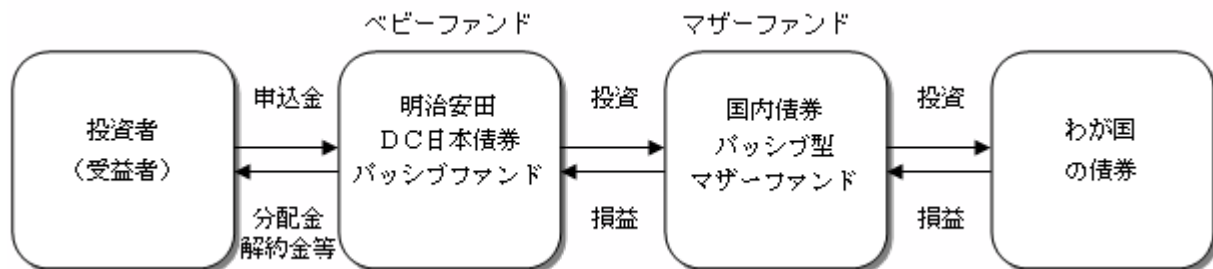 ベビーファンド
マザーファンド
投資者
（受益者）
申込金
分配金
解約金等
明治安田
ＤＣ日本債券
パッシブファンド
投資
損益
国内債券
パッシブ型
マザーファンド
投資
損益
わが国
の債券